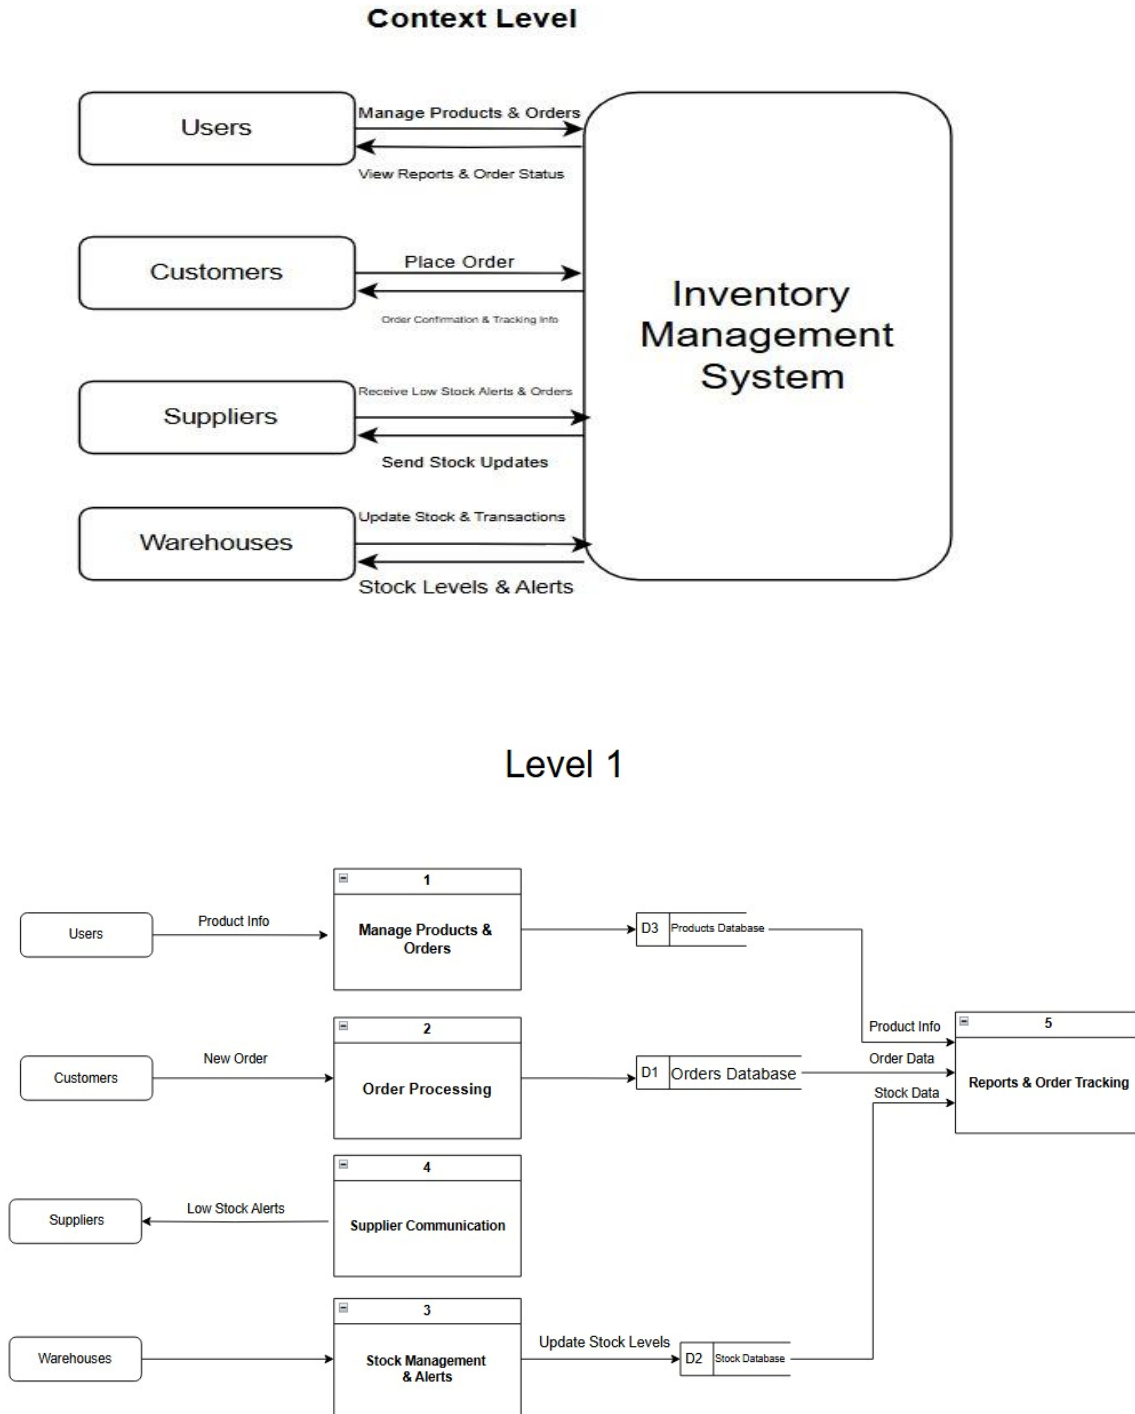 Context Level
Users
Manage Products & Orders
View Reports & Order Status
Customers
Place Order
Order Confirmation & Tracking Info
Inventory
Management
System
Suppliers
Receive Low Stock Alerts & Orders
Send Stock Updates
Warehouses
Update Stock & Transactions
Stock Levels & Alerts
Level 1
Users
Product Info
1
Manage Products &
Orders
D3 Products Database
Customers
New Order
2
Order Processing
D1 Orders Database
Product Info
Order Data
Stock Data
5
Reports & Order Tracking
Suppliers
Low Stock Alerts
4
Supplier Communication
Warehouses
3
Stock Management
& Alerts
Update Stock Levels
D2 Stock Database